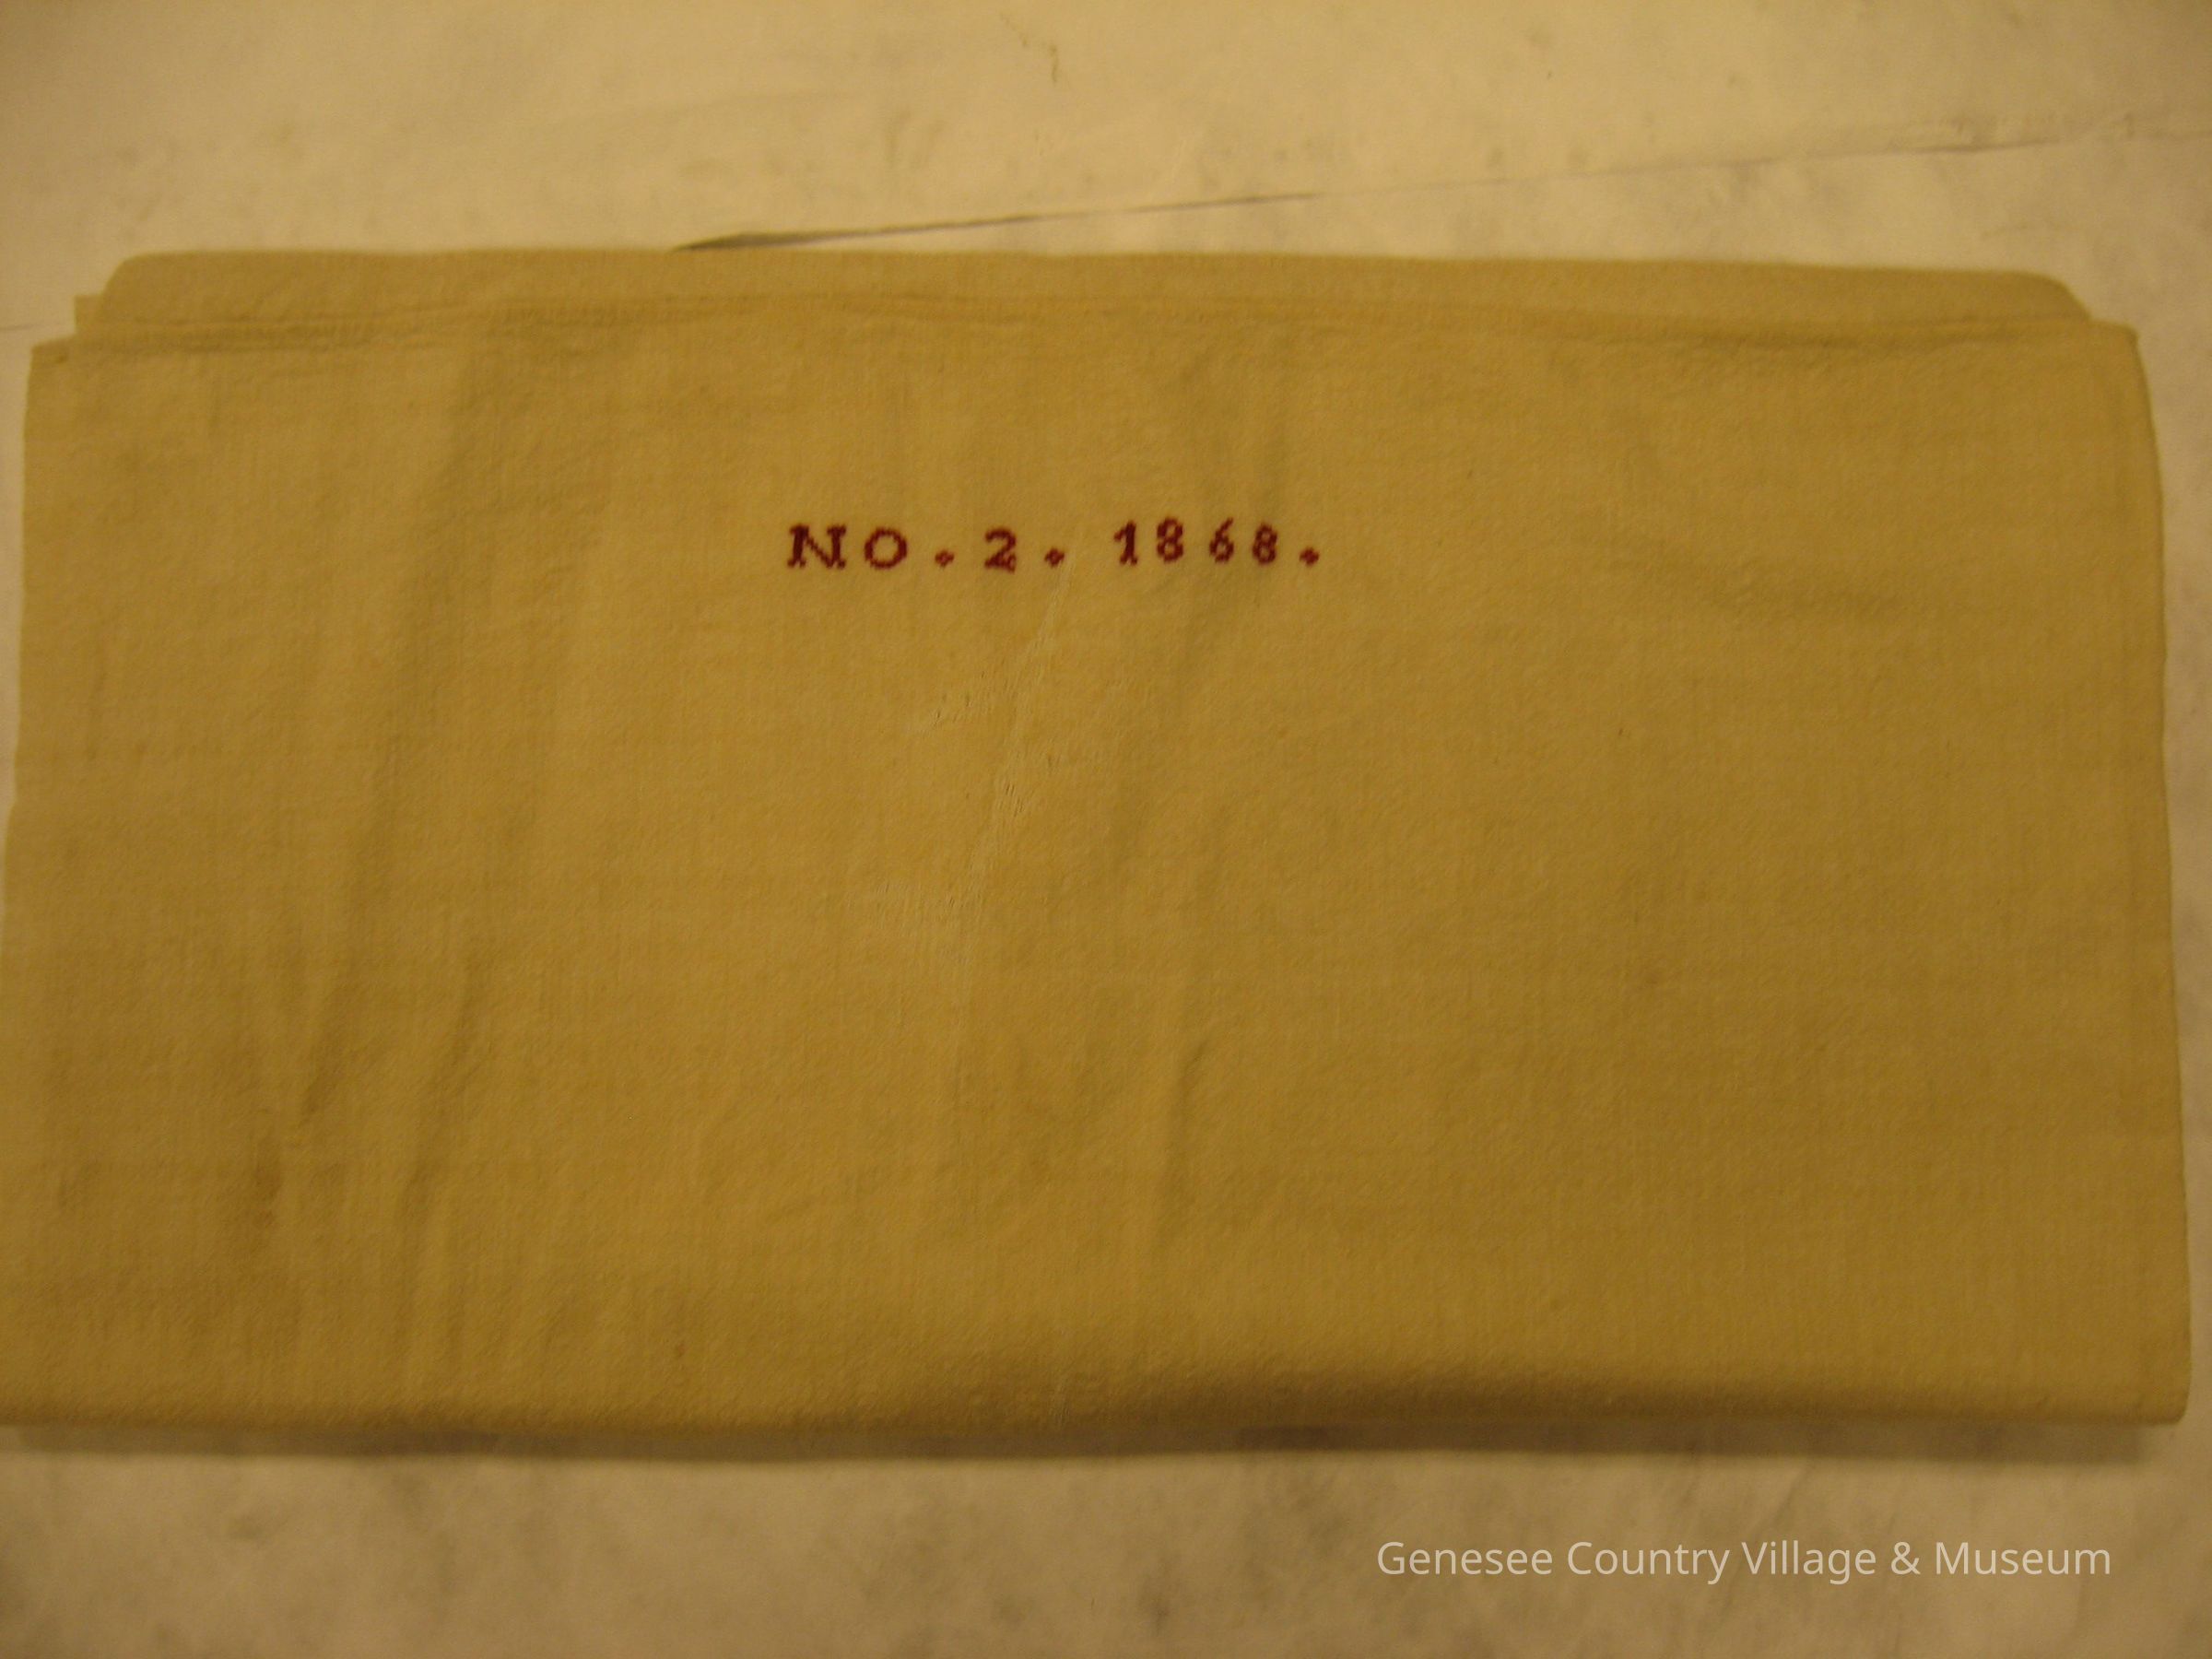 NO. 2. 1868.
Genesee Country Village & Museum